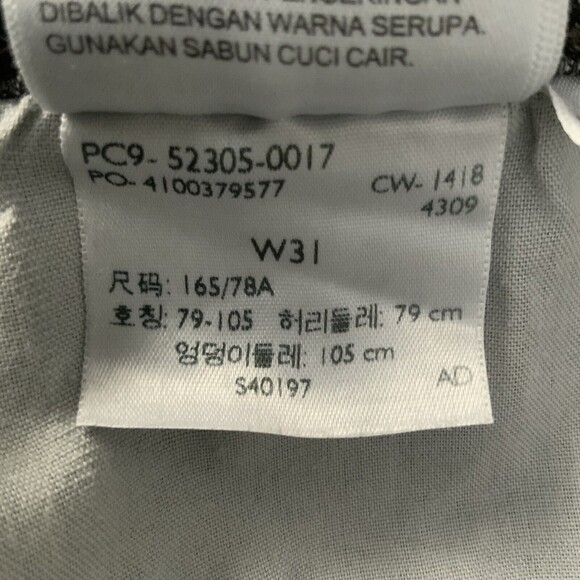 DIBALIK DENGAN WARNA SERUPA.
GUNAKAN SABUN CUCI CAIR.
PC9- 52305-0017
PO- 4100379577 CW- 1418
4309
W31
尺码: 165/78A
호칭: 79-105 허리둘레: 79 cm
엉덩이둘레: 105 cm
S40197 AD